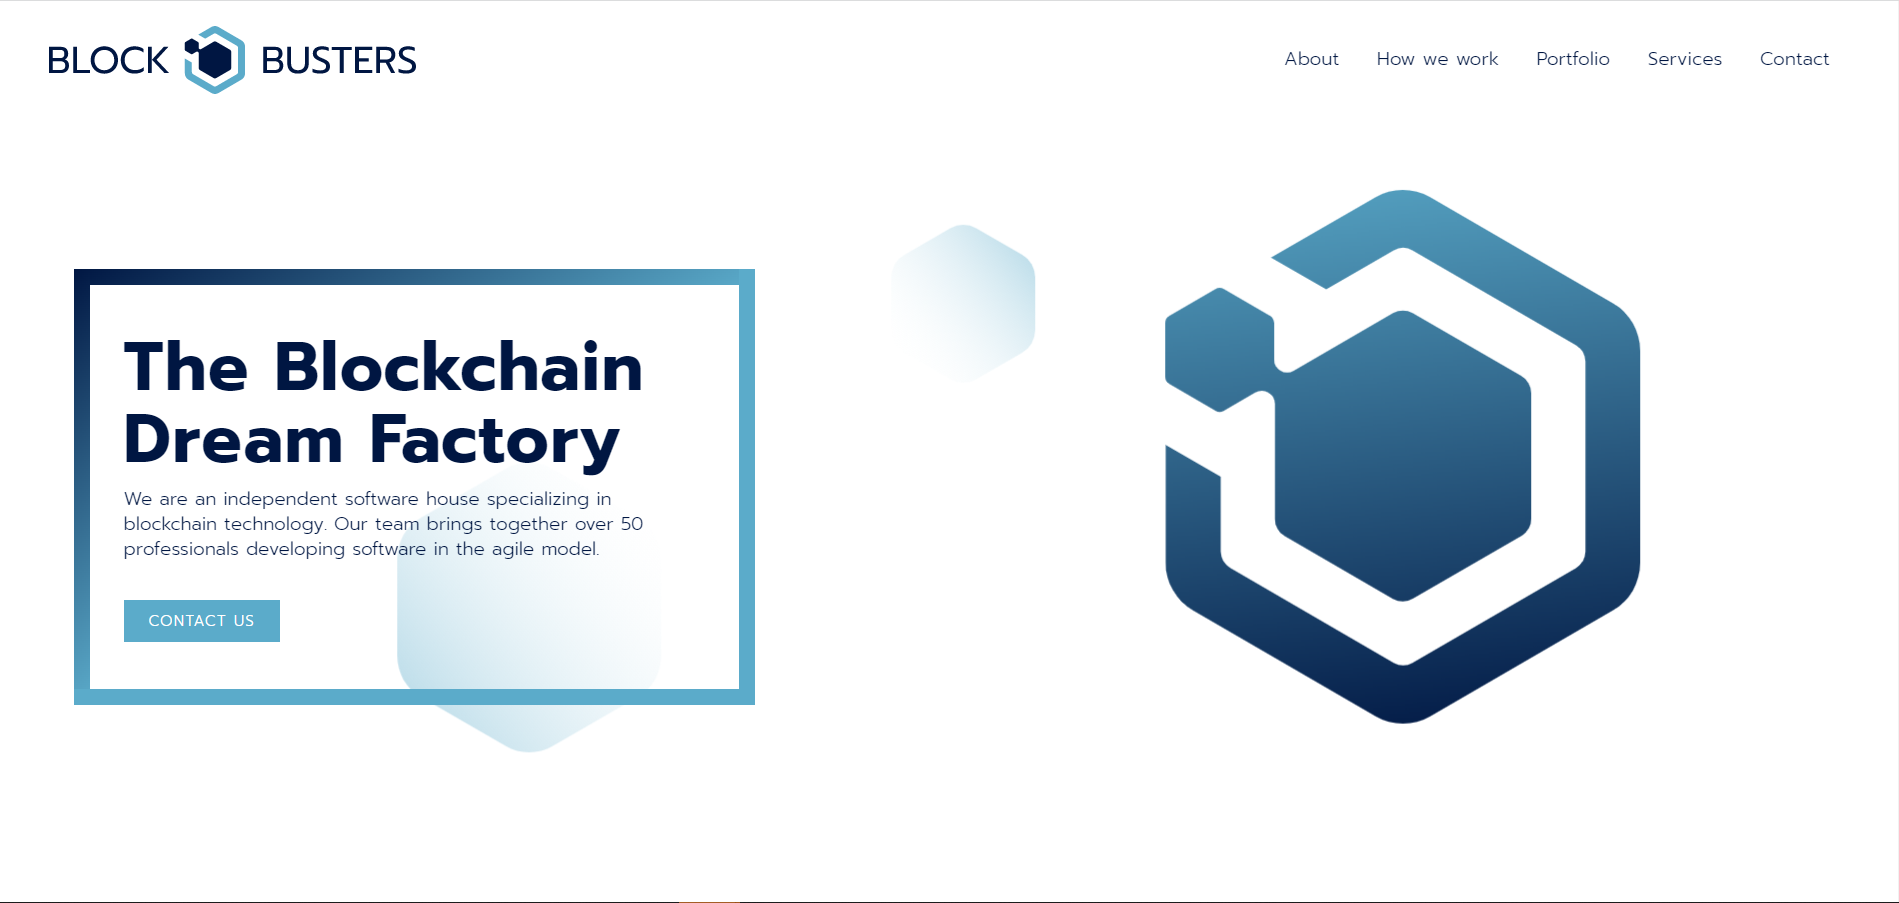 BLOCK BUSTERS
About How we work Portfolio Services Contact
The Blockchain
Dream Factory
We are an independent software house specializing in
blockchain technology. Our team brings together over 50
professionals developing software in the agile model.
CONTACT US